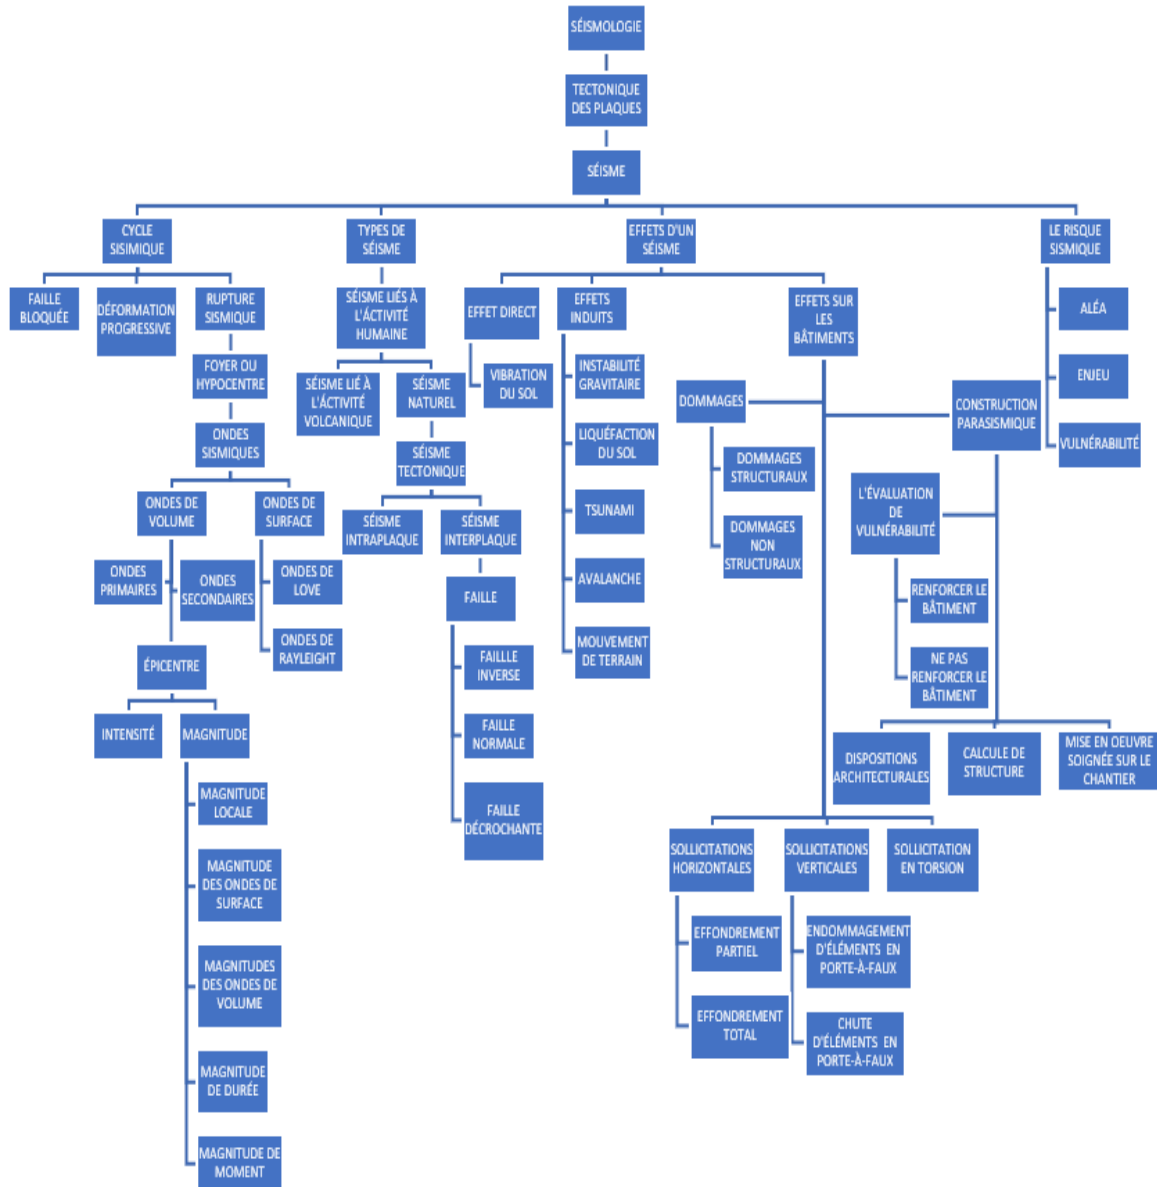 SÉISMOLOGIE
TECTONIQUE
DES PLAQUES
SÉISME
CYCLE
SISIMIQUE
TYPES DE
SÉISME
EFFETS D'UN
SÉISME
LE RISQUE
SISMIQUE
FAILLE
BLOQUÉE
DÉFORMATION
PROGRESSIVE
RUPTURE
SISMIQUE
FOYER OU
HYPOCENTRE
ONDES
SISMIQUES
ONDES DE
VOLUME
ONDES DE
SURFACE
ONDES
PRIMAIRES
ONDES
SECONDAIRES
ONDES DE
LOVE
ONDES DE
RAYLEIGHT
ÉPICENTRE
INTENSITÉ
MAGNITUDE
MAGNITUDE
LOCALE
MAGNITUDE
DES ONDES DE
SURFACE
MAGNITUDES
DES ONDES DE
VOLUME
MAGNITUDE
DE DURÉE
MAGNITUDE DE
MOMENT
SÉISME LIÉS À
L'ÁCTIVITÉ
HUMAINE
SÉISME LIÉ À
L'ÁCTIVITÉ
VOLCANIQUE
SÉISME
NATUREL
SÉISME
TECTONIQUE
SÉISME
INTRAPLAQUE
SÉISME
INTERPLAQUE
FAILLE
FAILLLE
INVERSE
FAILLE
NORMALE
FAILLE
DÉCROCHANTE
EFFET DIRECT
VIBRATION
DU SOL
EFFETS
INDUITS
INSTABILITÉ
GRAVITAIRE
LIQUÉFACTION
DU SOL
TSUNAMI
AVALANCHE
MOUVEMENT
DE TERRAIN
EFFETS SUR
LES
BÂTIMENTS
DOMMAGES
DOMMAGES
STRUCTURAUX
DOMMAGES
NON
STRUCTURAUX
CONSTRUCTION
PARASISMIQUE
L'ÉVALUATION
DE
VULNÉRABILITÉ
RENFORCER LE
BÂTIMENT
NE PAS
RENFORCER LE
BÂTIMENT
DISPOSITIONS
ARCHITECTURALES
CALCULE DE
STRUCTURE
MISE EN OEUVRE
SOIGNÉE SUR LE
CHANTIER
SOLLICITATIONS
HORIZONTALES
EFFONDREMENT
PARTIEL
EFFONDREMENT
TOTAL
SOLLICITATIONS
VERTICALES
ENDOMMAGEMENT
D'ÉLÉMENTS EN
PORTE-À-FAUX
CHUTE
D'ÉLÉMENTS EN
PORTE-À-FAUX
SOLLICITATION
EN TORSION
ALÉA
ENJEU
VULNÉRABILITÉ